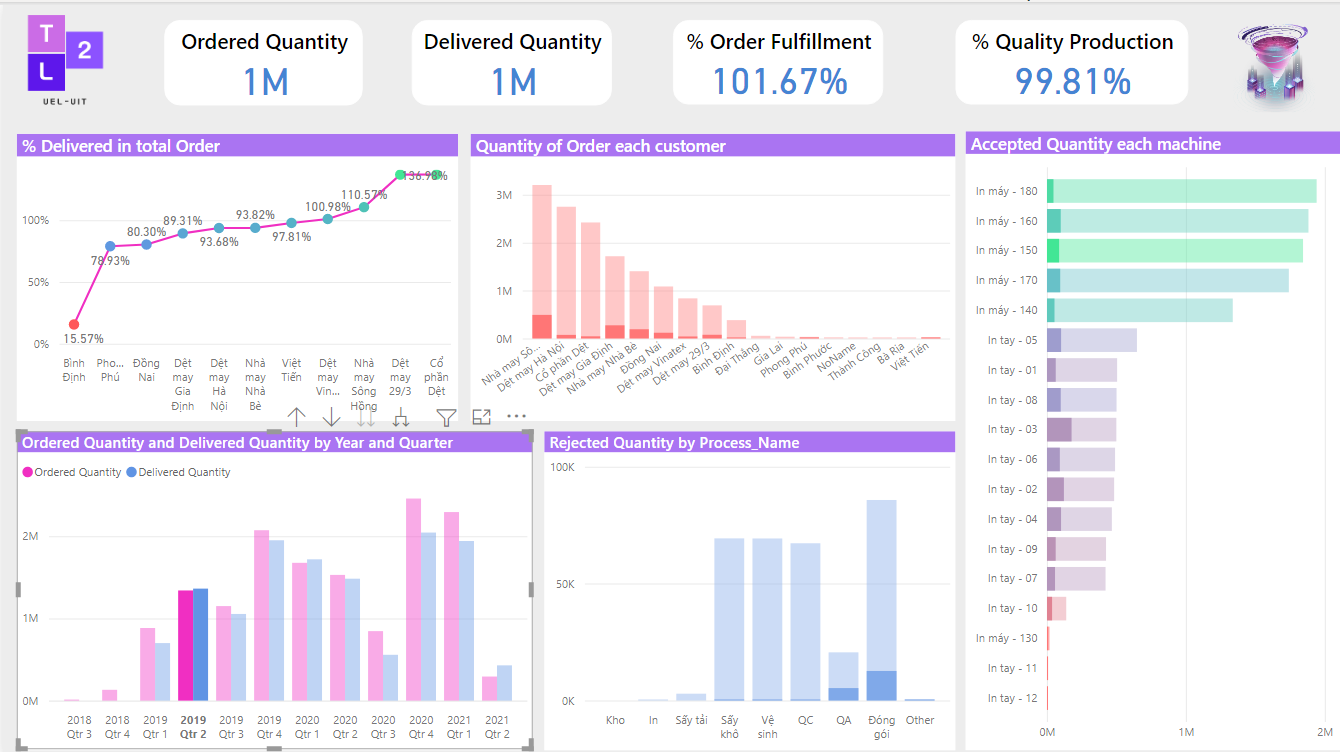 T
2
L
UEL-UIT
Ordered Quantity
1M
Delivered Quantity
1M
% Order Fulfillment
101.67%
% Quality Production
99.81%
% Delivered in total Order
100%
50%
0%
15.57%
78.93%
80.30%
89.31%
93.68%
93.82%
97.81%
100.98%
110.57%
136.98%
Bình
Định
Pho...
Phú
Đồng
Nai
Dệt
may
Gia
Định
Dệt
may
Hà
Nội
Nhà
may
Nhà
Bè
Việt
Tiến
Dệt
may
Vin...
Nhà
may
Sông
Hồng
Dệt
may
29/3
Cổ
phần
Dệt
Quantity of Order each customer
3M
2M
1M
0M
Nhà may Sô...
Dệt may Hà Nội
Cổ phần Dệt
Dệt may Gia Định
Nhà may Nhà Bè
Đồng Nai
Dệt may Vinatex
Dệt may 29/3
Bình Định
Đại Thắng
Gia Lai
Phong Phú
Bình Phước
NoName
Thành Công
Bà Rịa
Việt Tiến
Accepted Quantity each machine
In máy - 180
In máy - 160
In máy - 150
In máy - 170
In máy - 140
In tay - 05
In tay - 01
In tay - 08
In tay - 03
In tay - 06
In tay - 02
In tay - 04
In tay - 09
In tay - 07
In tay - 10
In máy - 130
In tay - 11
In tay - 12
0M
1M
2M
Ordered Quantity and Delivered Quantity by Year and Quarter
Ordered Quantity
Delivered Quantity
2M
1M
0M
2018
Qtr 3
2018
Qtr 4
2019
Qtr 1
2019
Qtr 2
2019
Qtr 3
2019
Qtr 4
2020
Qtr 1
2020
Qtr 2
2020
Qtr 3
2020
Qtr 4
2021
Qtr 1
2021
Qtr 2
Rejected Quantity by Process_Name
100K
50K
0K
Kho
In
Sấy tải
Sấy
khô
Vệ
sinh
QC
QA
Đóng
gói
Other